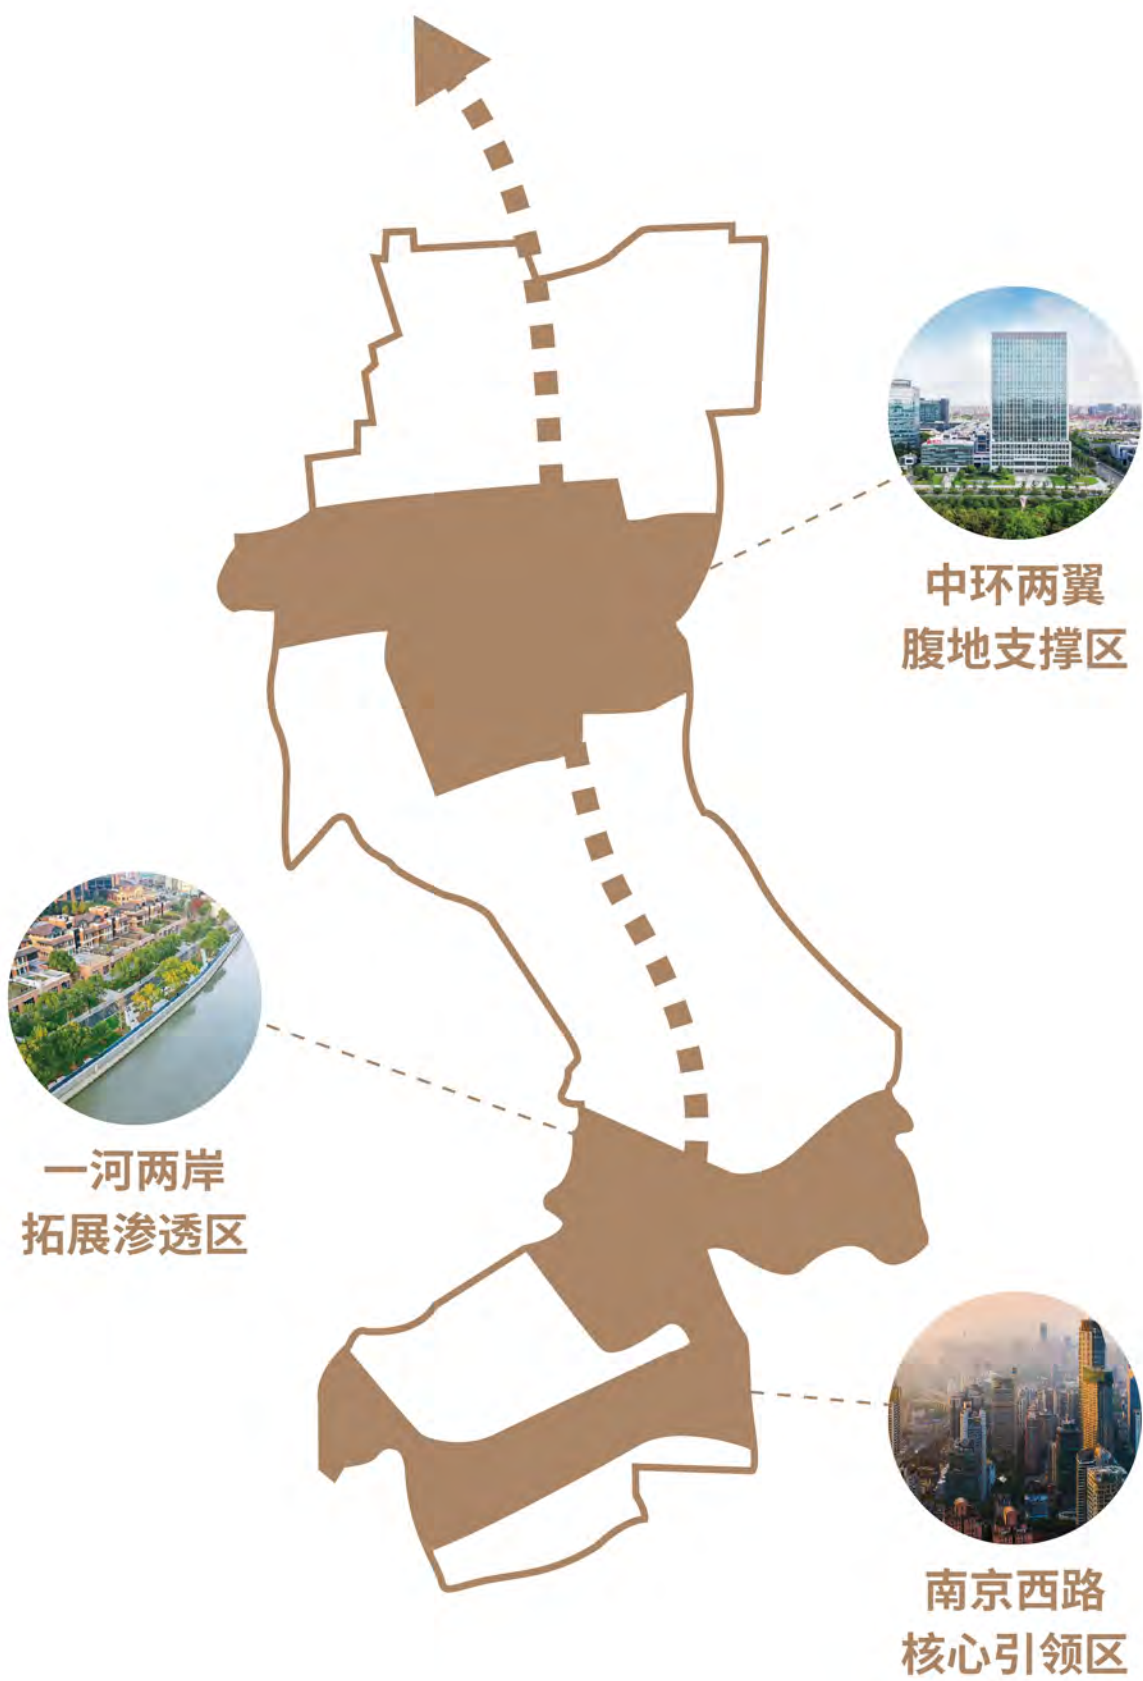 中环两翼
腹地支撑区
一河两岸
拓展渗透区
南京西路
核心引领区